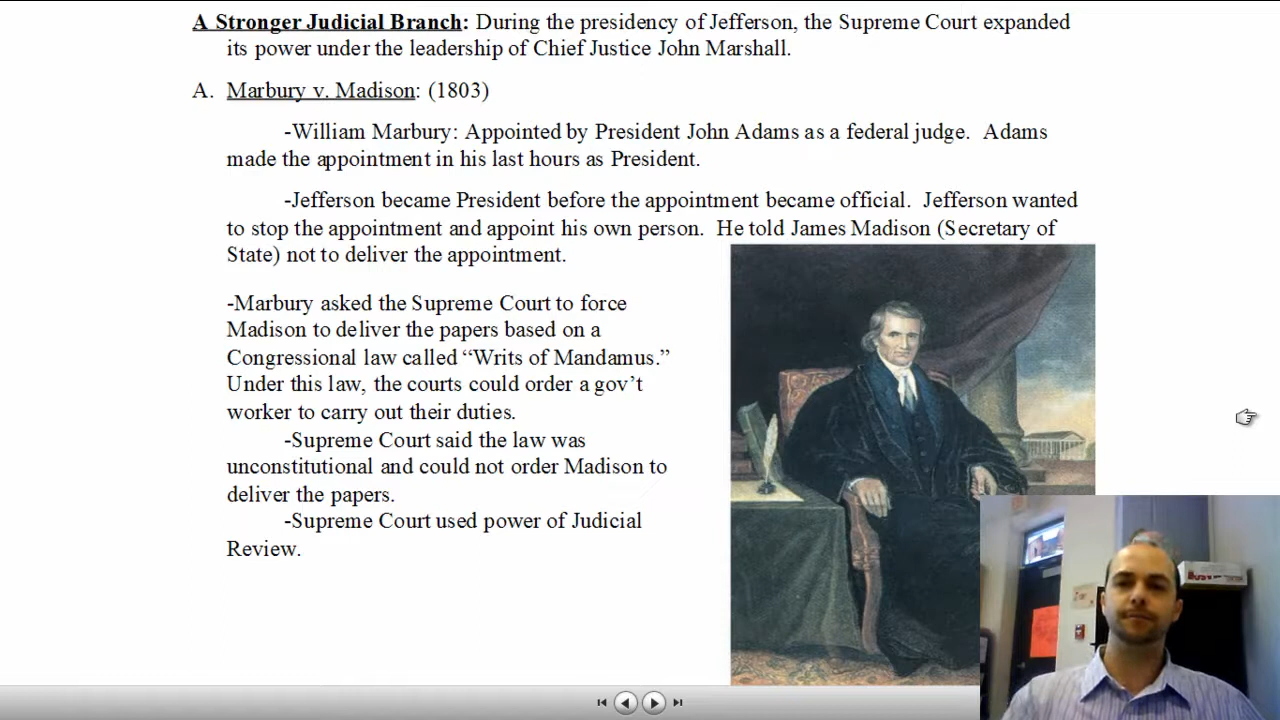 A Stronger Judicial Branch: During the presidency of Jefferson, the Supreme Court expanded
its power under the leadership of Chief Justice John Marshall.
A. Marbury v. Madison: (1803)
-William Marbury: Appointed by President John Adams as a federal judge. Adams
made the appointment in his last hours as President.
-Jefferson became President before the appointment became official. Jefferson wanted
to stop the appointment and appoint his own person. He told James Madison (Secretary of
State) not to deliver the appointment.
-Marbury asked the Supreme Court to force
Madison to deliver the papers based on a
Congressional law called “Writs of Mandamus.”
Under this law, the courts could order a gov’t
worker to carry out their duties.
-Supreme Court said the law was
unconstitutional and could not order Madison to
deliver the papers.
-Supreme Court used power of Judicial
Review.